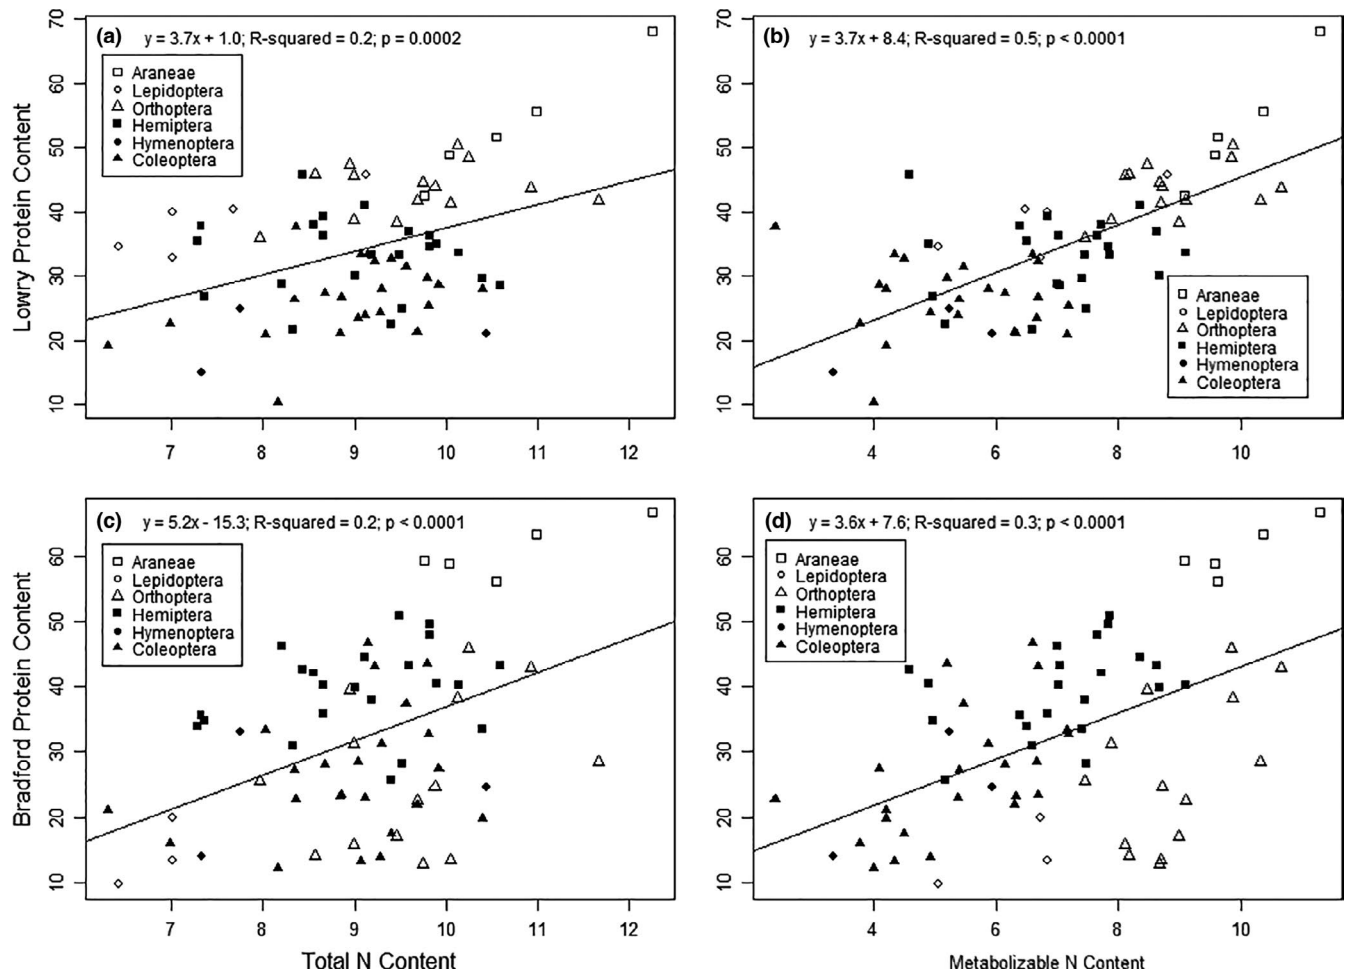 (a) y = 3.7x + 1.0; R-squared = 0.2; p = 0.0002
Araneae
Lepidoptera
Orthoptera
Hemiptera
Hymenoptera
Coleoptera
Lowry Protein Content
70
60
50
40
30
20
10
7 8 9 10 11 12
(b) y = 3.7x + 8.4; R-squared = 0.5; p < 0.0001
Araneae
Lepidoptera
Orthoptera
Hemiptera
Hymenoptera
Coleoptera
70
60
50
40
30
20
10
4 6 8 10
(c) y = 5.2x - 15.3; R-squared = 0.2; p < 0.0001
Araneae
Lepidoptera
Orthoptera
Hemiptera
Hymenoptera
Coleoptera
Bradford Protein Content
60
50
40
30
20
10
7 8 9 10 11 12
Total N Content
(d) y = 3.6x + 7.6; R-squared = 0.3; p < 0.0001
Araneae
Lepidoptera
Orthoptera
Hemiptera
Hymenoptera
Coleoptera
60
50
40
30
20
10
4 6 8 10
Metabolizable N Content